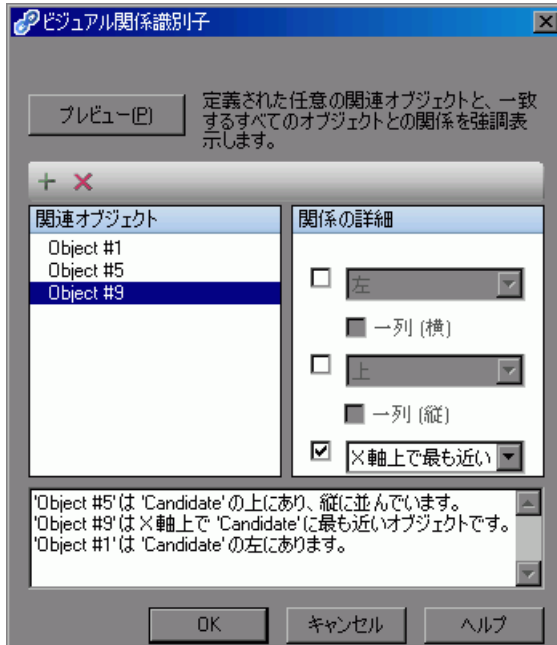 ビジュアル関係識別子
プレビュー(P)
定義された任意の関連オブジェクトと、一致
するすべてのオブジェクトとの関係を強調表
示します。
関連オブジェクト
Object #1
Object #5
Object #9
関係の詳細
左
一列 (横)
上
一列 (縦)
X 軸上で最も近い
'Object #5' は 'Candidate' の上にあり、縦に並んでいます。
'Object #9' は X 軸上で 'Candidate' に最も近いオブジェクトです。
'Object #1' は 'Candidate' の左にあります。
OK
キャンセル
ヘルプ